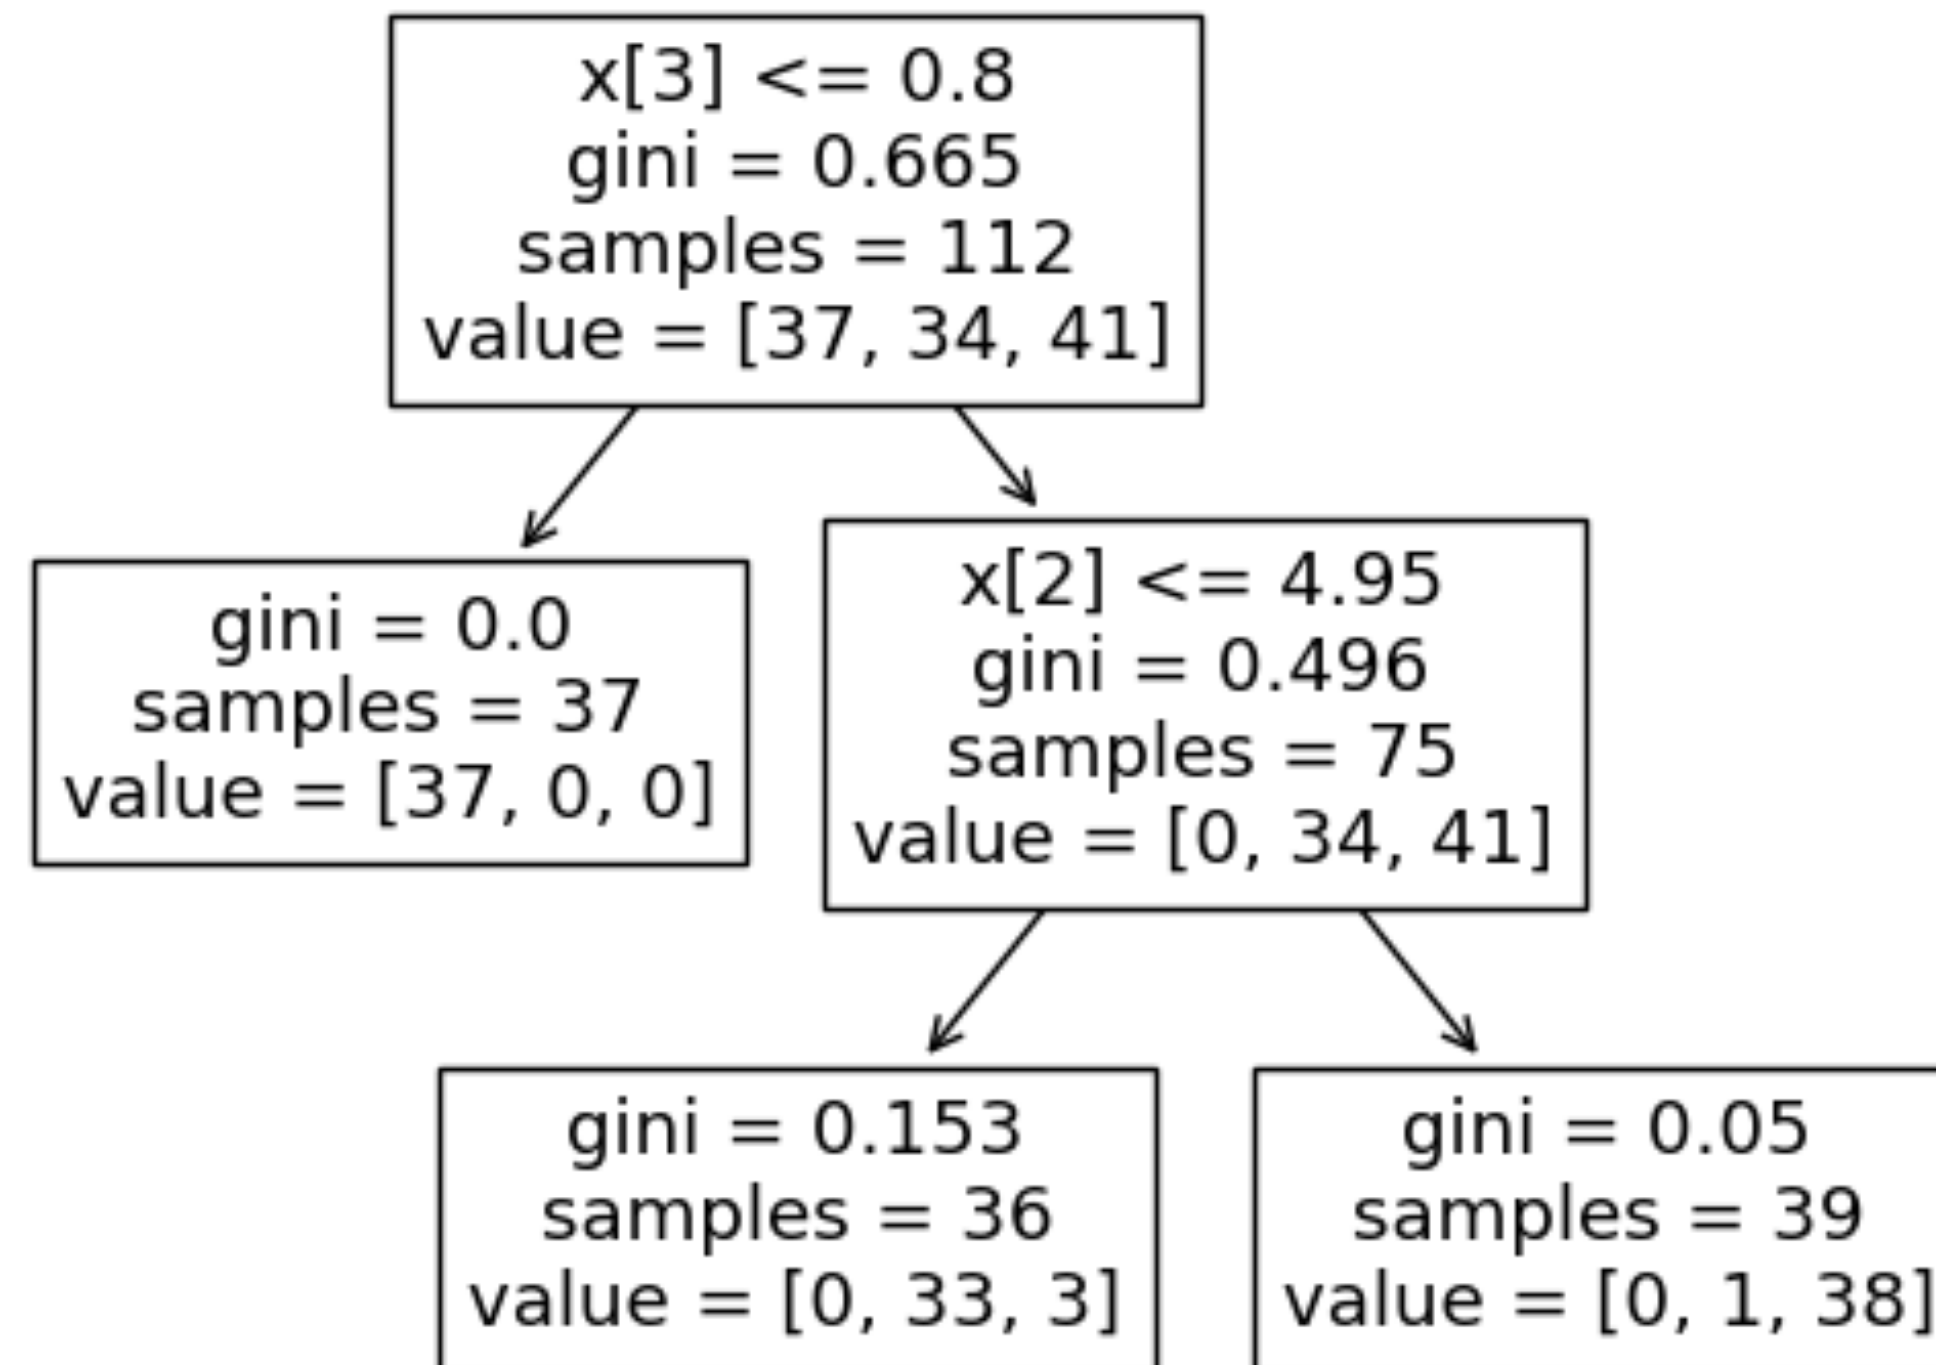 x[3] <= 0.8
gini = 0.665
samples = 112
value = [37, 34, 41]
gini = 0.0
samples = 37
value = [37, 0, 0]
x[2] <= 4.95
gini = 0.496
samples = 75
value = [0, 34, 41]
gini = 0.153
samples = 36
value = [0, 33, 3]
gini = 0.05
samples = 39
value = [0, 1, 38]